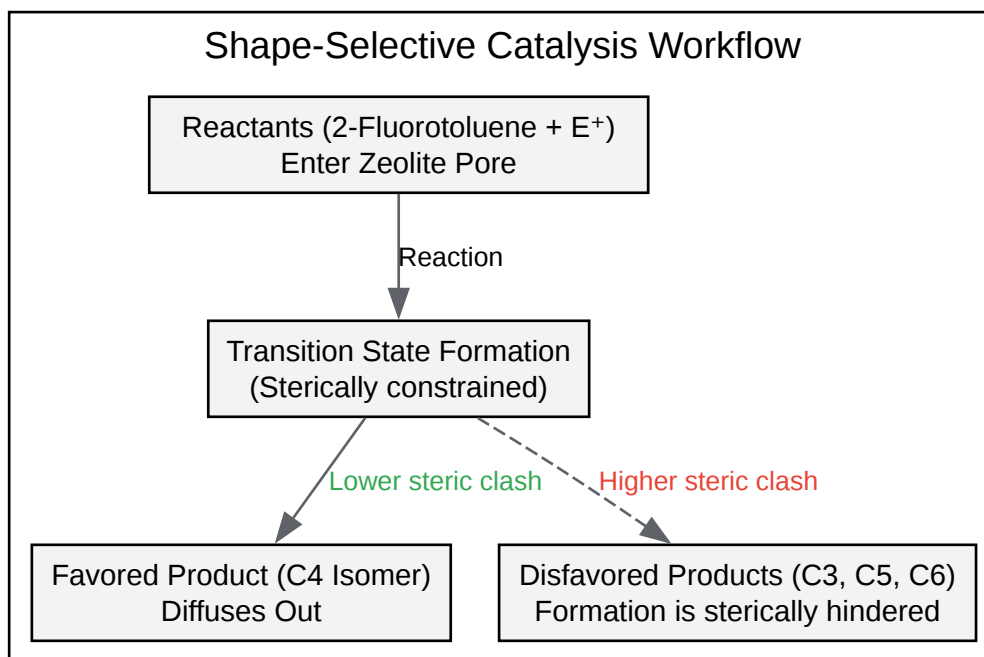 Shape-Selective Catalysis Workflow
Reactants (2-Fluorotoluene + E⁺)
Enter Zeolite Pore
Reaction
Transition State Formation
(Sterically constrained)
Lower steric clash
Higher steric clash
Favored Product (C4 Isomer)
Diffuses Out
Disfavored Products (C3, C5, C6)
Formation is sterically hindered